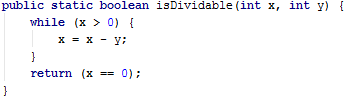 public static boolean isDividable(int x, int y) {
    while (x > 0) {
        x = x - y;
    }
    return (x == 0);
}